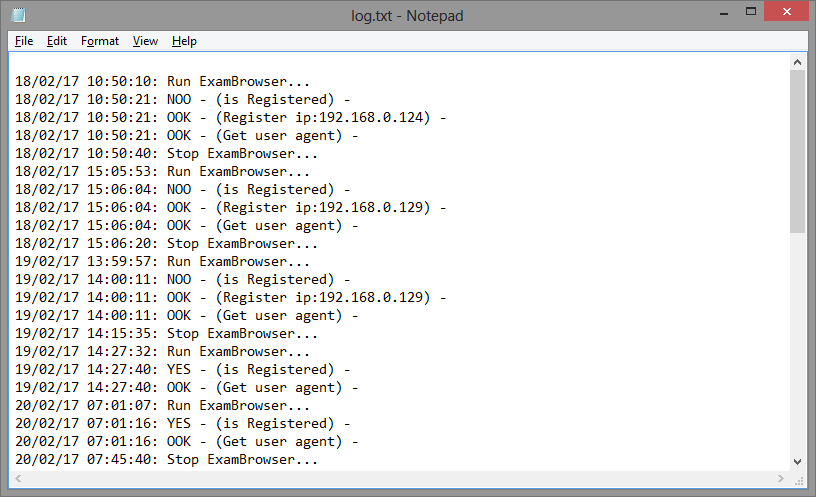 log.txt - Notepad
File Edit Format View Help
18/02/17 10:50:10: Run ExamBrowser...
18/02/17 10:50:21: NOO - (is Registered) -
18/02/17 10:50:21: OOK - (Register ip:192.168.0.124) -
18/02/17 10:50:21: OOK - (Get user agent) -
18/02/17 10:50:40: Stop ExamBrowser...
18/02/17 15:05:53: Run ExamBrowser...
18/02/17 15:06:04: NOO - (is Registered) -
18/02/17 15:06:04: OOK - (Register ip:192.168.0.129) -
18/02/17 15:06:04: OOK - (Get user agent) -
18/02/17 15:06:20: Stop ExamBrowser...
19/02/17 13:59:57: Run ExamBrowser...
19/02/17 14:00:11: NOO - (is Registered) -
19/02/17 14:00:11: OOK - (Register ip:192.168.0.129) -
19/02/17 14:00:11: OOK - (Get user agent) -
19/02/17 14:15:35: Stop ExamBrowser...
19/02/17 14:27:32: Run ExamBrowser...
19/02/17 14:27:40: YES - (is Registered) -
19/02/17 14:27:40: OOK - (Get user agent) -
20/02/17 07:01:07: Run ExamBrowser...
20/02/17 07:01:16: YES - (is Registered) -
20/02/17 07:01:16: OOK - (Get user agent) -
20/02/17 07:45:40: Stop ExamBrowser...